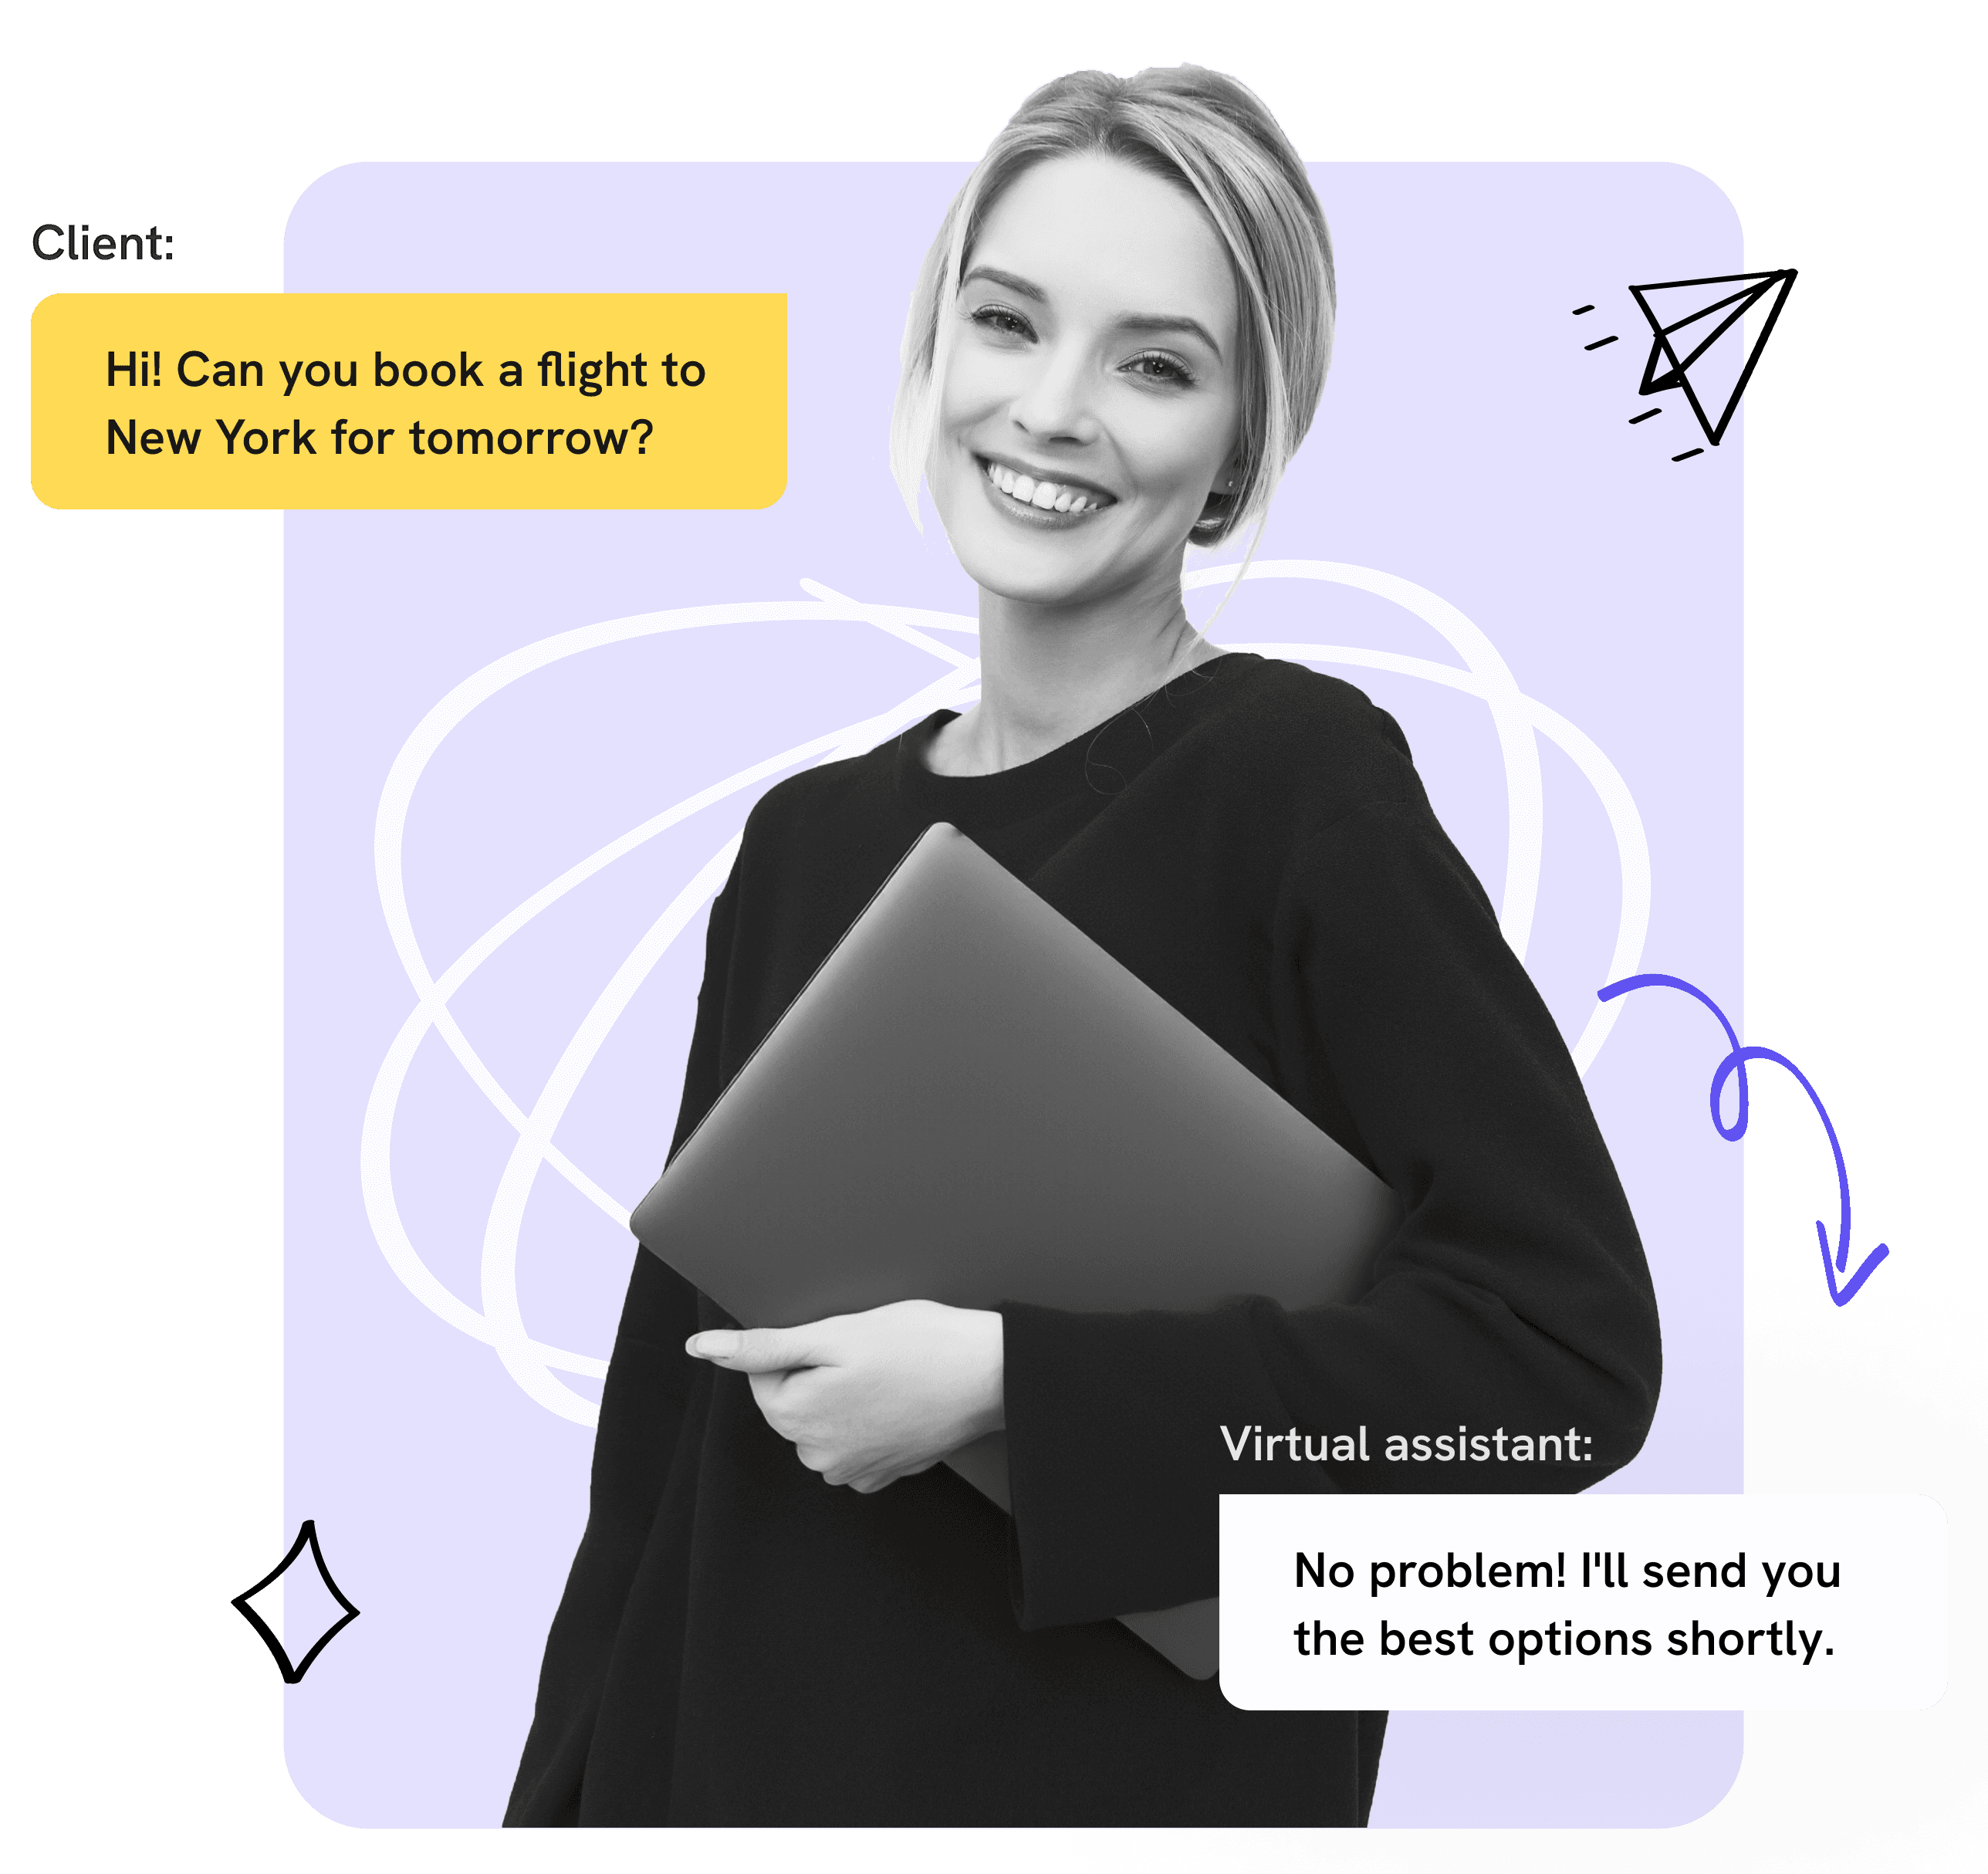 Client:
Hi! Can you book a flight to
New York for tomorrow?
Virtual assistant:
No problem! I'll send you
the best options shortly.